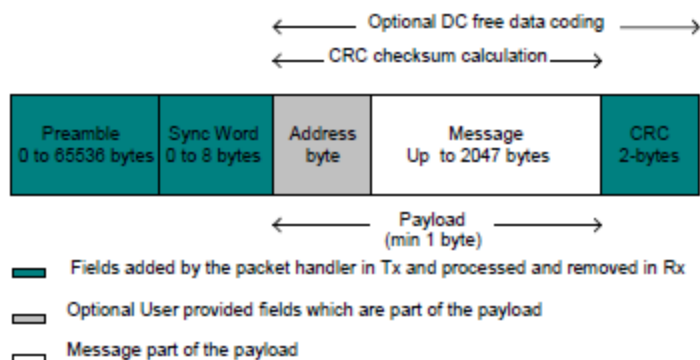 Optional DC free data coding
CRC checksum calculation
Preamble
0 to 65536 bytes
Sync Word
0 to 8 bytes
Address
byte
Message
Up to 2047 bytes
CRC
2-bytes
Payload
(min 1 byte)
Fields added by the packet handler in Tx and processed and removed in Rx
Optional User provided fields which are part of the payload
Message part of the payload